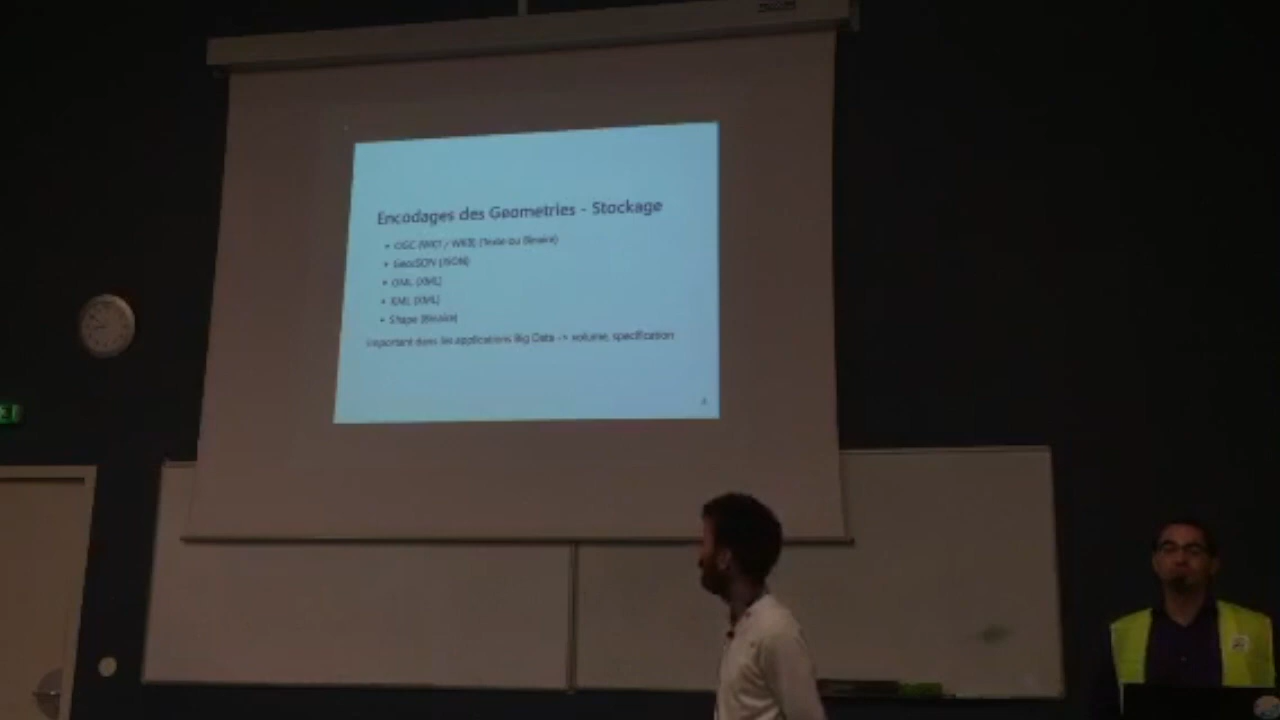 Encodages des Geometries - Stockage
• OGC (WKT / WKB) (Texte ou Binaire)
• GeoJSON (JSON)
• GML (XML)
• KML (XML)
• Shape (Binaire)
Important dans les applications Big Data -> volume, specification